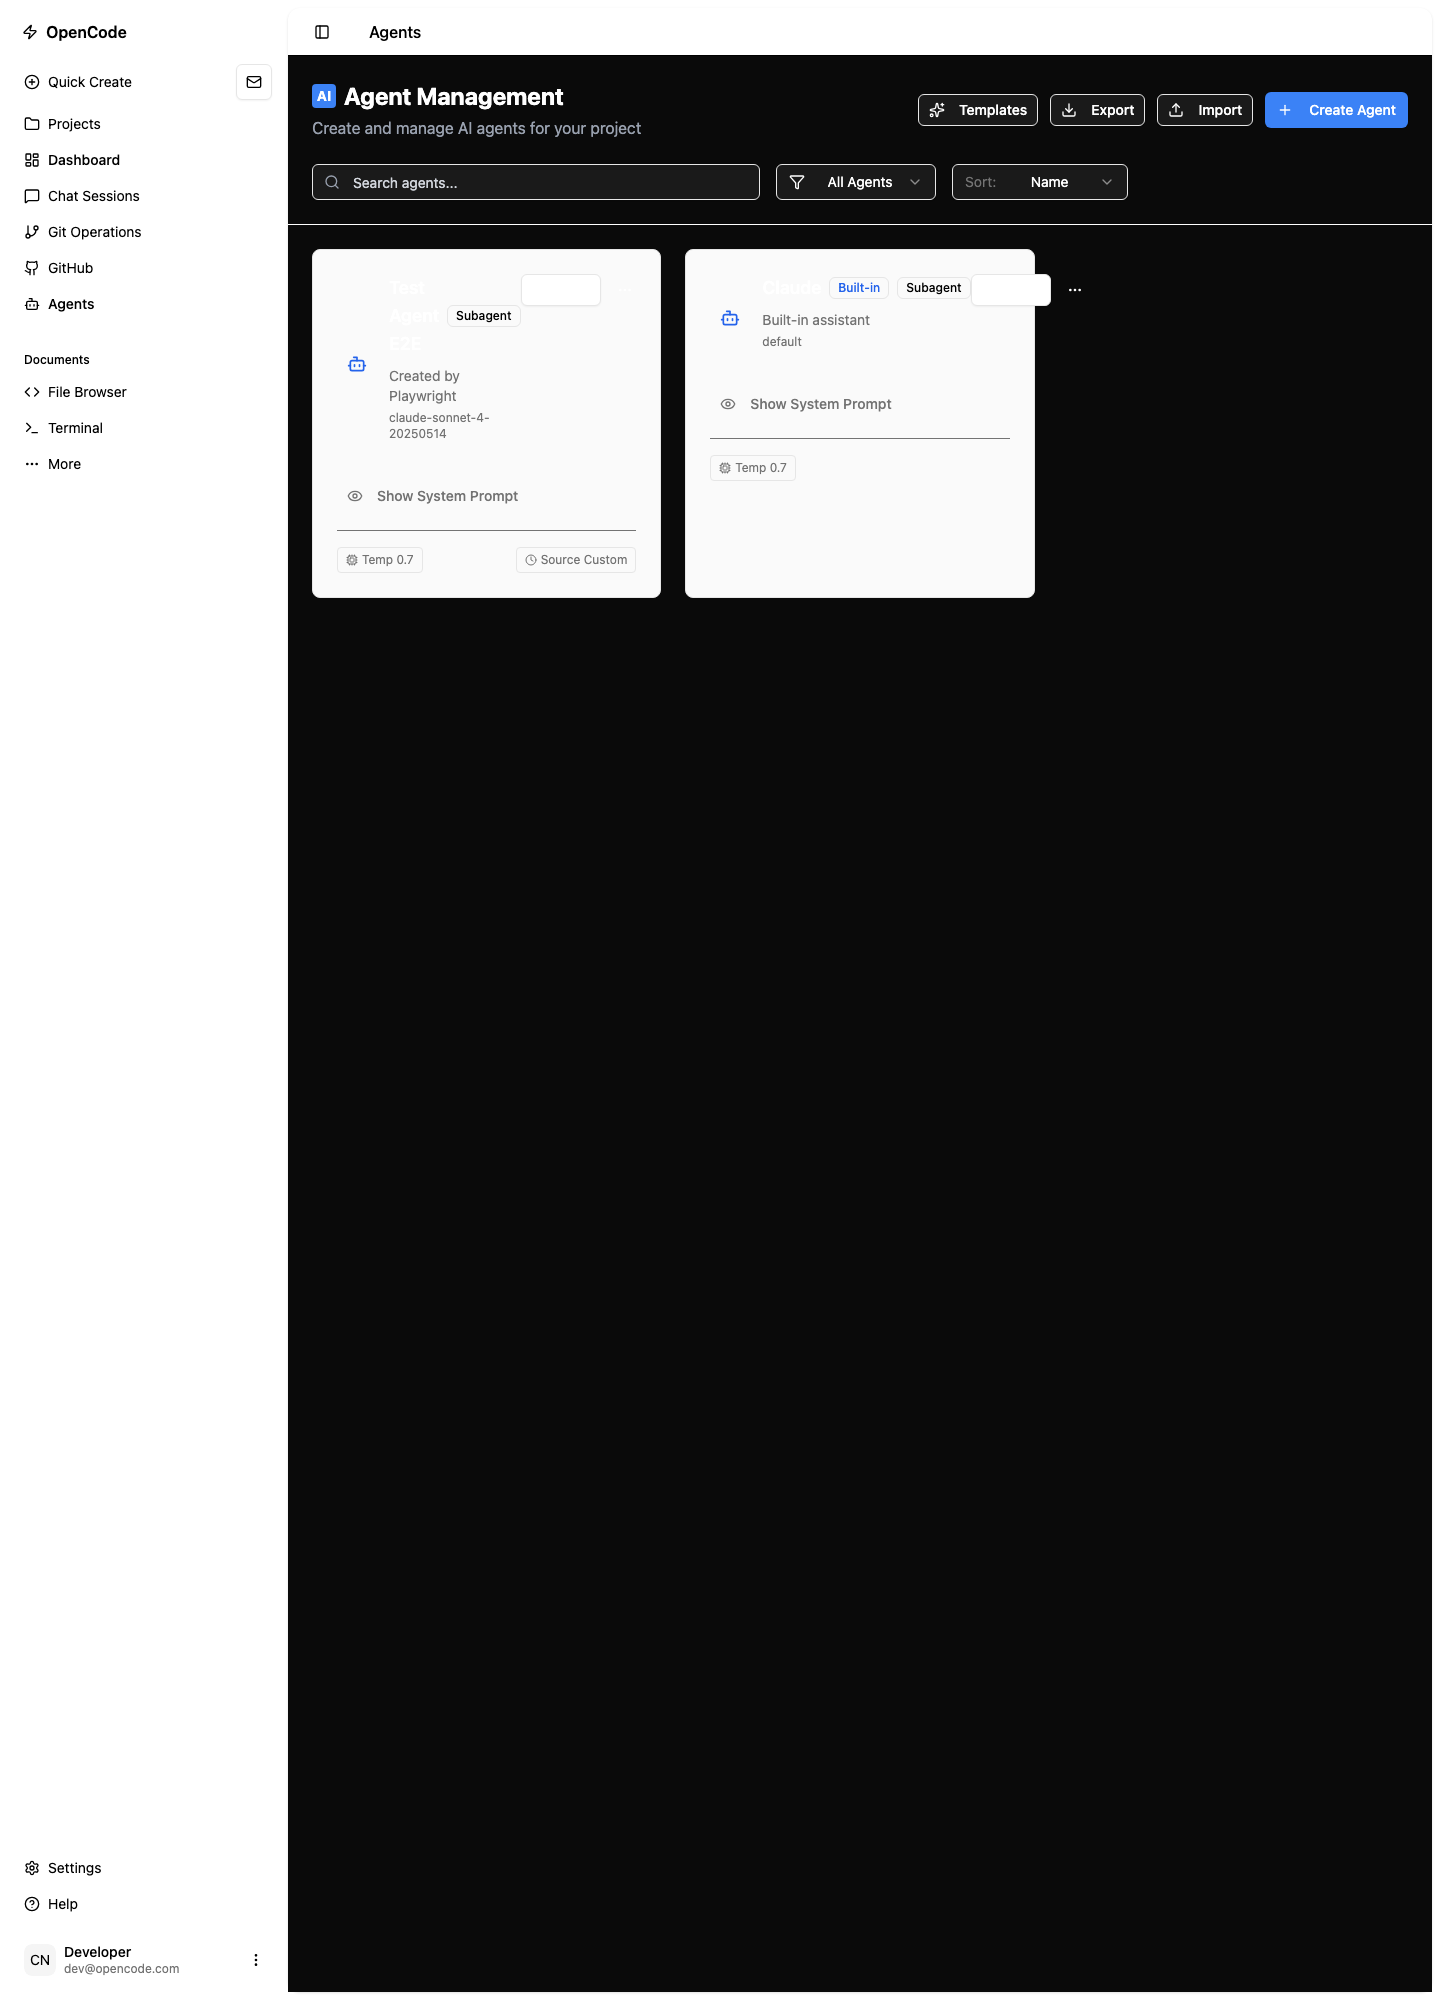 OpenCode
Quick Create
Projects
Dashboard
Chat Sessions
Git Operations
GitHub
Agents
Documents
File Browser
Terminal
More
Settings
Help
CN
Developer
dev@opencode.com
Agents
AI Agent Management
Create and manage AI agents for your project
Templates
Export
Import
Create Agent
Search agents...
All Agents
Sort: Name
Test
Agent
E2E
Subagent
Created by
Playwright
claude-sonnet-4-
20250514
Show System Prompt
Temp 0.7
Source Custom
Claude
Built-in
Subagent
Built-in assistant
default
Show System Prompt
Temp 0.7